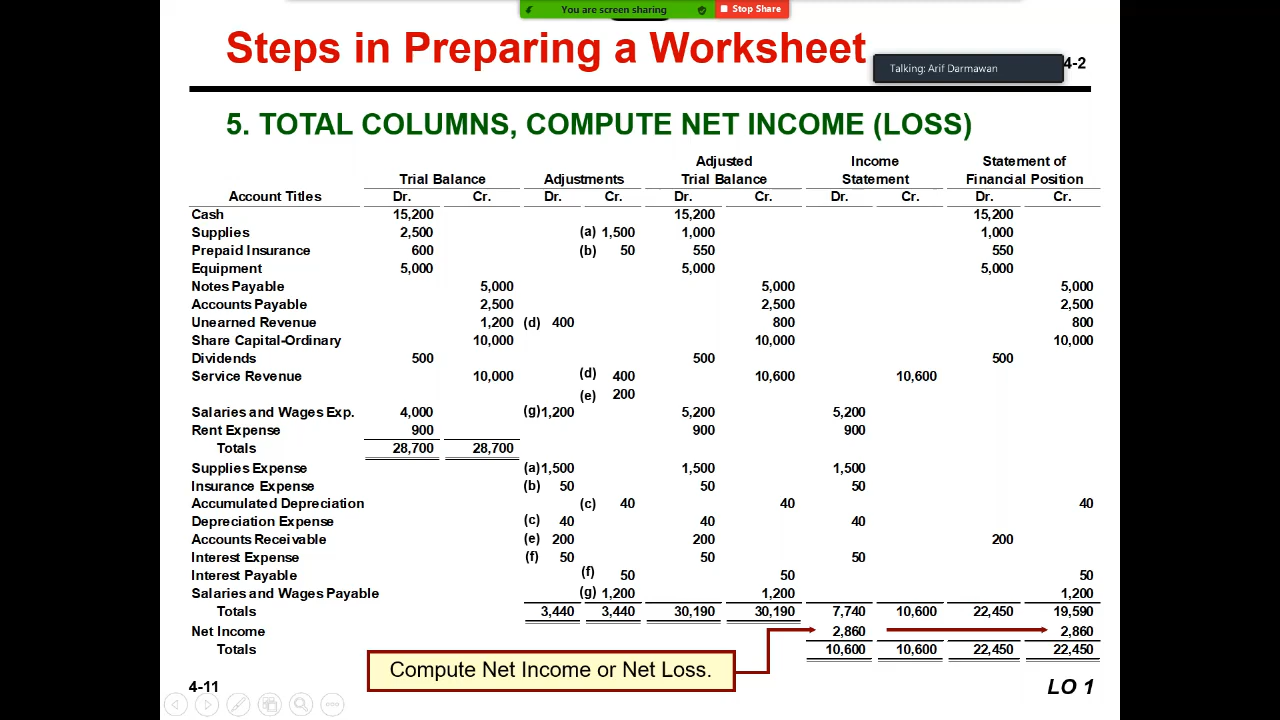 You are screen sharing
Stop Share
Steps in Preparing a Worksheet
Talking: Arif Darmawan
4-2
5. TOTAL COLUMNS, COMPUTE NET INCOME (LOSS)
Adjusted Income Statement of
Trial Balance Adjustments Trial Balance Statement Financial Position
Account Titles Dr. Cr. Dr. Cr. Dr. Cr. Dr. Cr. Dr. Cr.
Cash 15,200 15,200 15,200
Supplies 2,500 (a) 1,500 1,000 1,000
Prepaid Insurance 600 (b) 50 550 550
Equipment 5,000 5,000 5,000
Notes Payable 5,000 5,000 5,000
Accounts Payable 2,500 2,500 2,500
Unearned Revenue 1,200 (d) 400 800 800
Share Capital-Ordinary 10,000 10,000 10,000
Dividends 500 500 500
Service Revenue 10,000 (d) 400 10,600 10,600
(e) 200
Salaries and Wages Exp. 4,000 (g) 1,200 5,200 5,200
Rent Expense 900 900 900
Totals 28,700 28,700
Supplies Expense (a) 1,500 1,500 1,500
Insurance Expense (b) 50 50 50
Accumulated Depreciation (c) 40 40 40
Depreciation Expense (c) 40 40 40
Accounts Receivable (e) 200 200 200
Interest Expense (f) 50 50 50
Interest Payable (f) 50 50 50
Salaries and Wages Payable (g) 1,200 1,200 1,200
Totals 3,440 3,440 30,190 30,190 7,740 10,600 22,450 19,590
Net Income 2,860 2,860
Totals 10,600 10,600 22,450 22,450
Compute Net Income or Net Loss.
4-11
LO 1